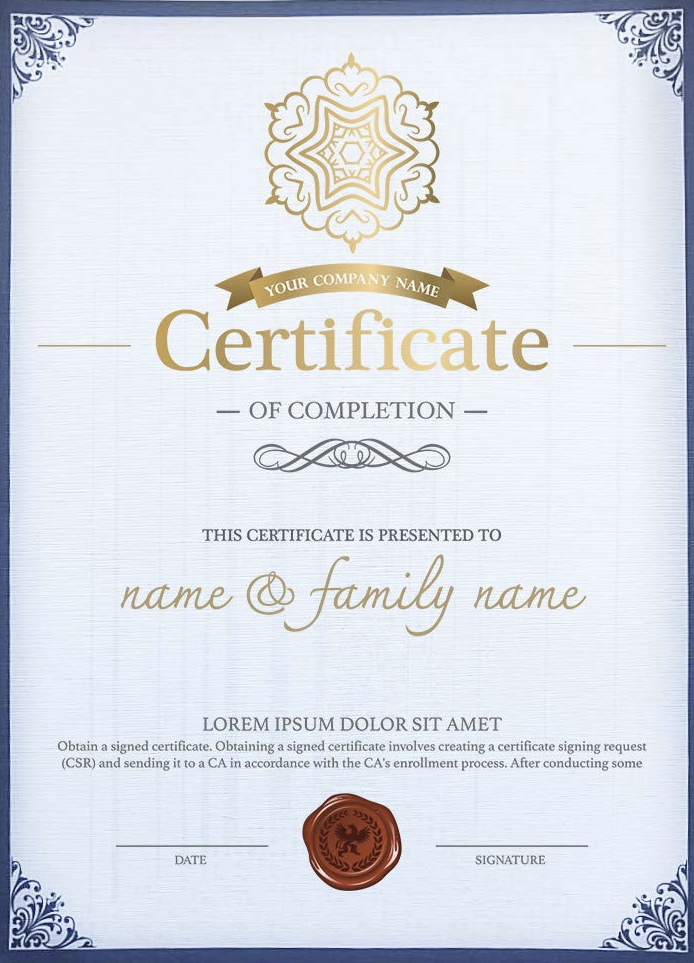 YOUR COMPANY NAME
Certificate
— OF COMPLETION —
THIS CERTIFICATE IS PRESENTED TO
name & family name
LOREM IPSUM DOLOR SIT AMET
Obtain a signed certificate. Obtaining a signed certificate involves creating a certificate signing request
(CSR) and sending it to a CA in accordance with the CA's enrollment process. After conducting some
DATE
SIGNATURE